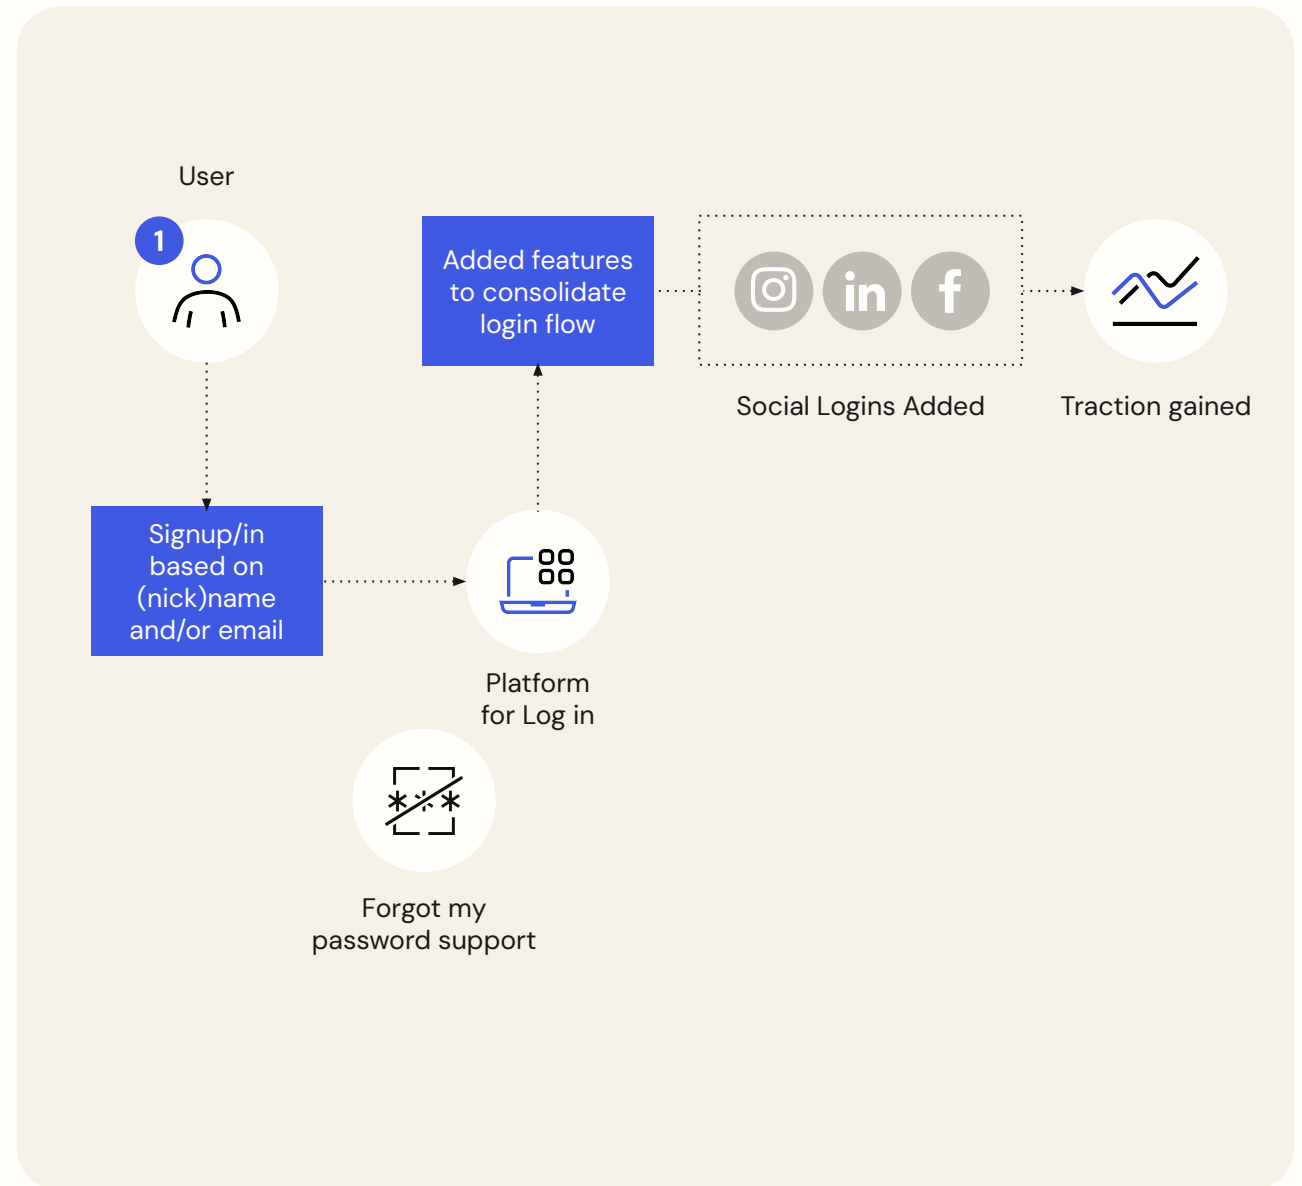 User
1
Signup/in
based on
(nick)name
and/or email
Platform
for Log in
Forgot my
password support
Added features
to consolidate
login flow
in
f
Social Logins Added
Traction gained